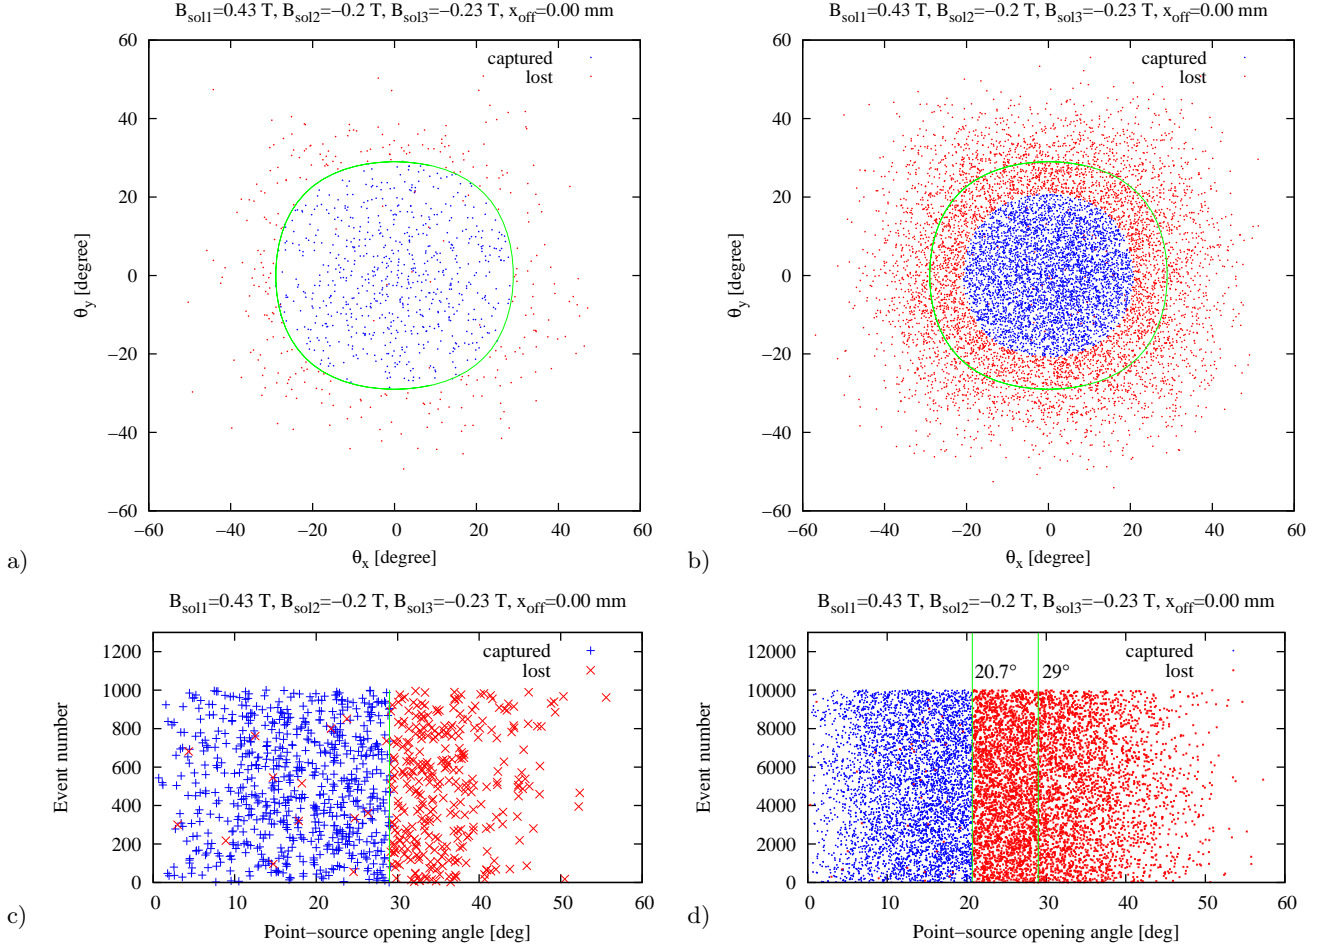 B_sol1=0.43 T, B_sol2=−0.2 T, B_sol3=−0.23 T, x_off=0.00 mm
60
40
20
0
−20
−40
−60
θ_y [degree]
captured
lost
−60 −40 −20 0 20 40 60
θ_x [degree]
a)
B_sol1=0.43 T, B_sol2=−0.2 T, B_sol3=−0.23 T, x_off=0.00 mm
60
40
20
0
−20
−40
−60
θ_y [degree]
captured
lost
−60 −40 −20 0 20 40 60
θ_x [degree]
b)
B_sol1=0.43 T, B_sol2=−0.2 T, B_sol3=−0.23 T, x_off=0.00 mm
1200
1000
800
600
400
200
0
Event number
captured
lost
0 10 20 30 40 50 60
Point−source opening angle [deg]
c)
B_sol1=0.43 T, B_sol2=−0.2 T, B_sol3=−0.23 T, x_off=0.00 mm
12000
10000
8000
6000
4000
2000
0
Event number
captured
lost
20.7°
29°
0 10 20 30 40 50 60
Point−source opening angle [deg]
d)